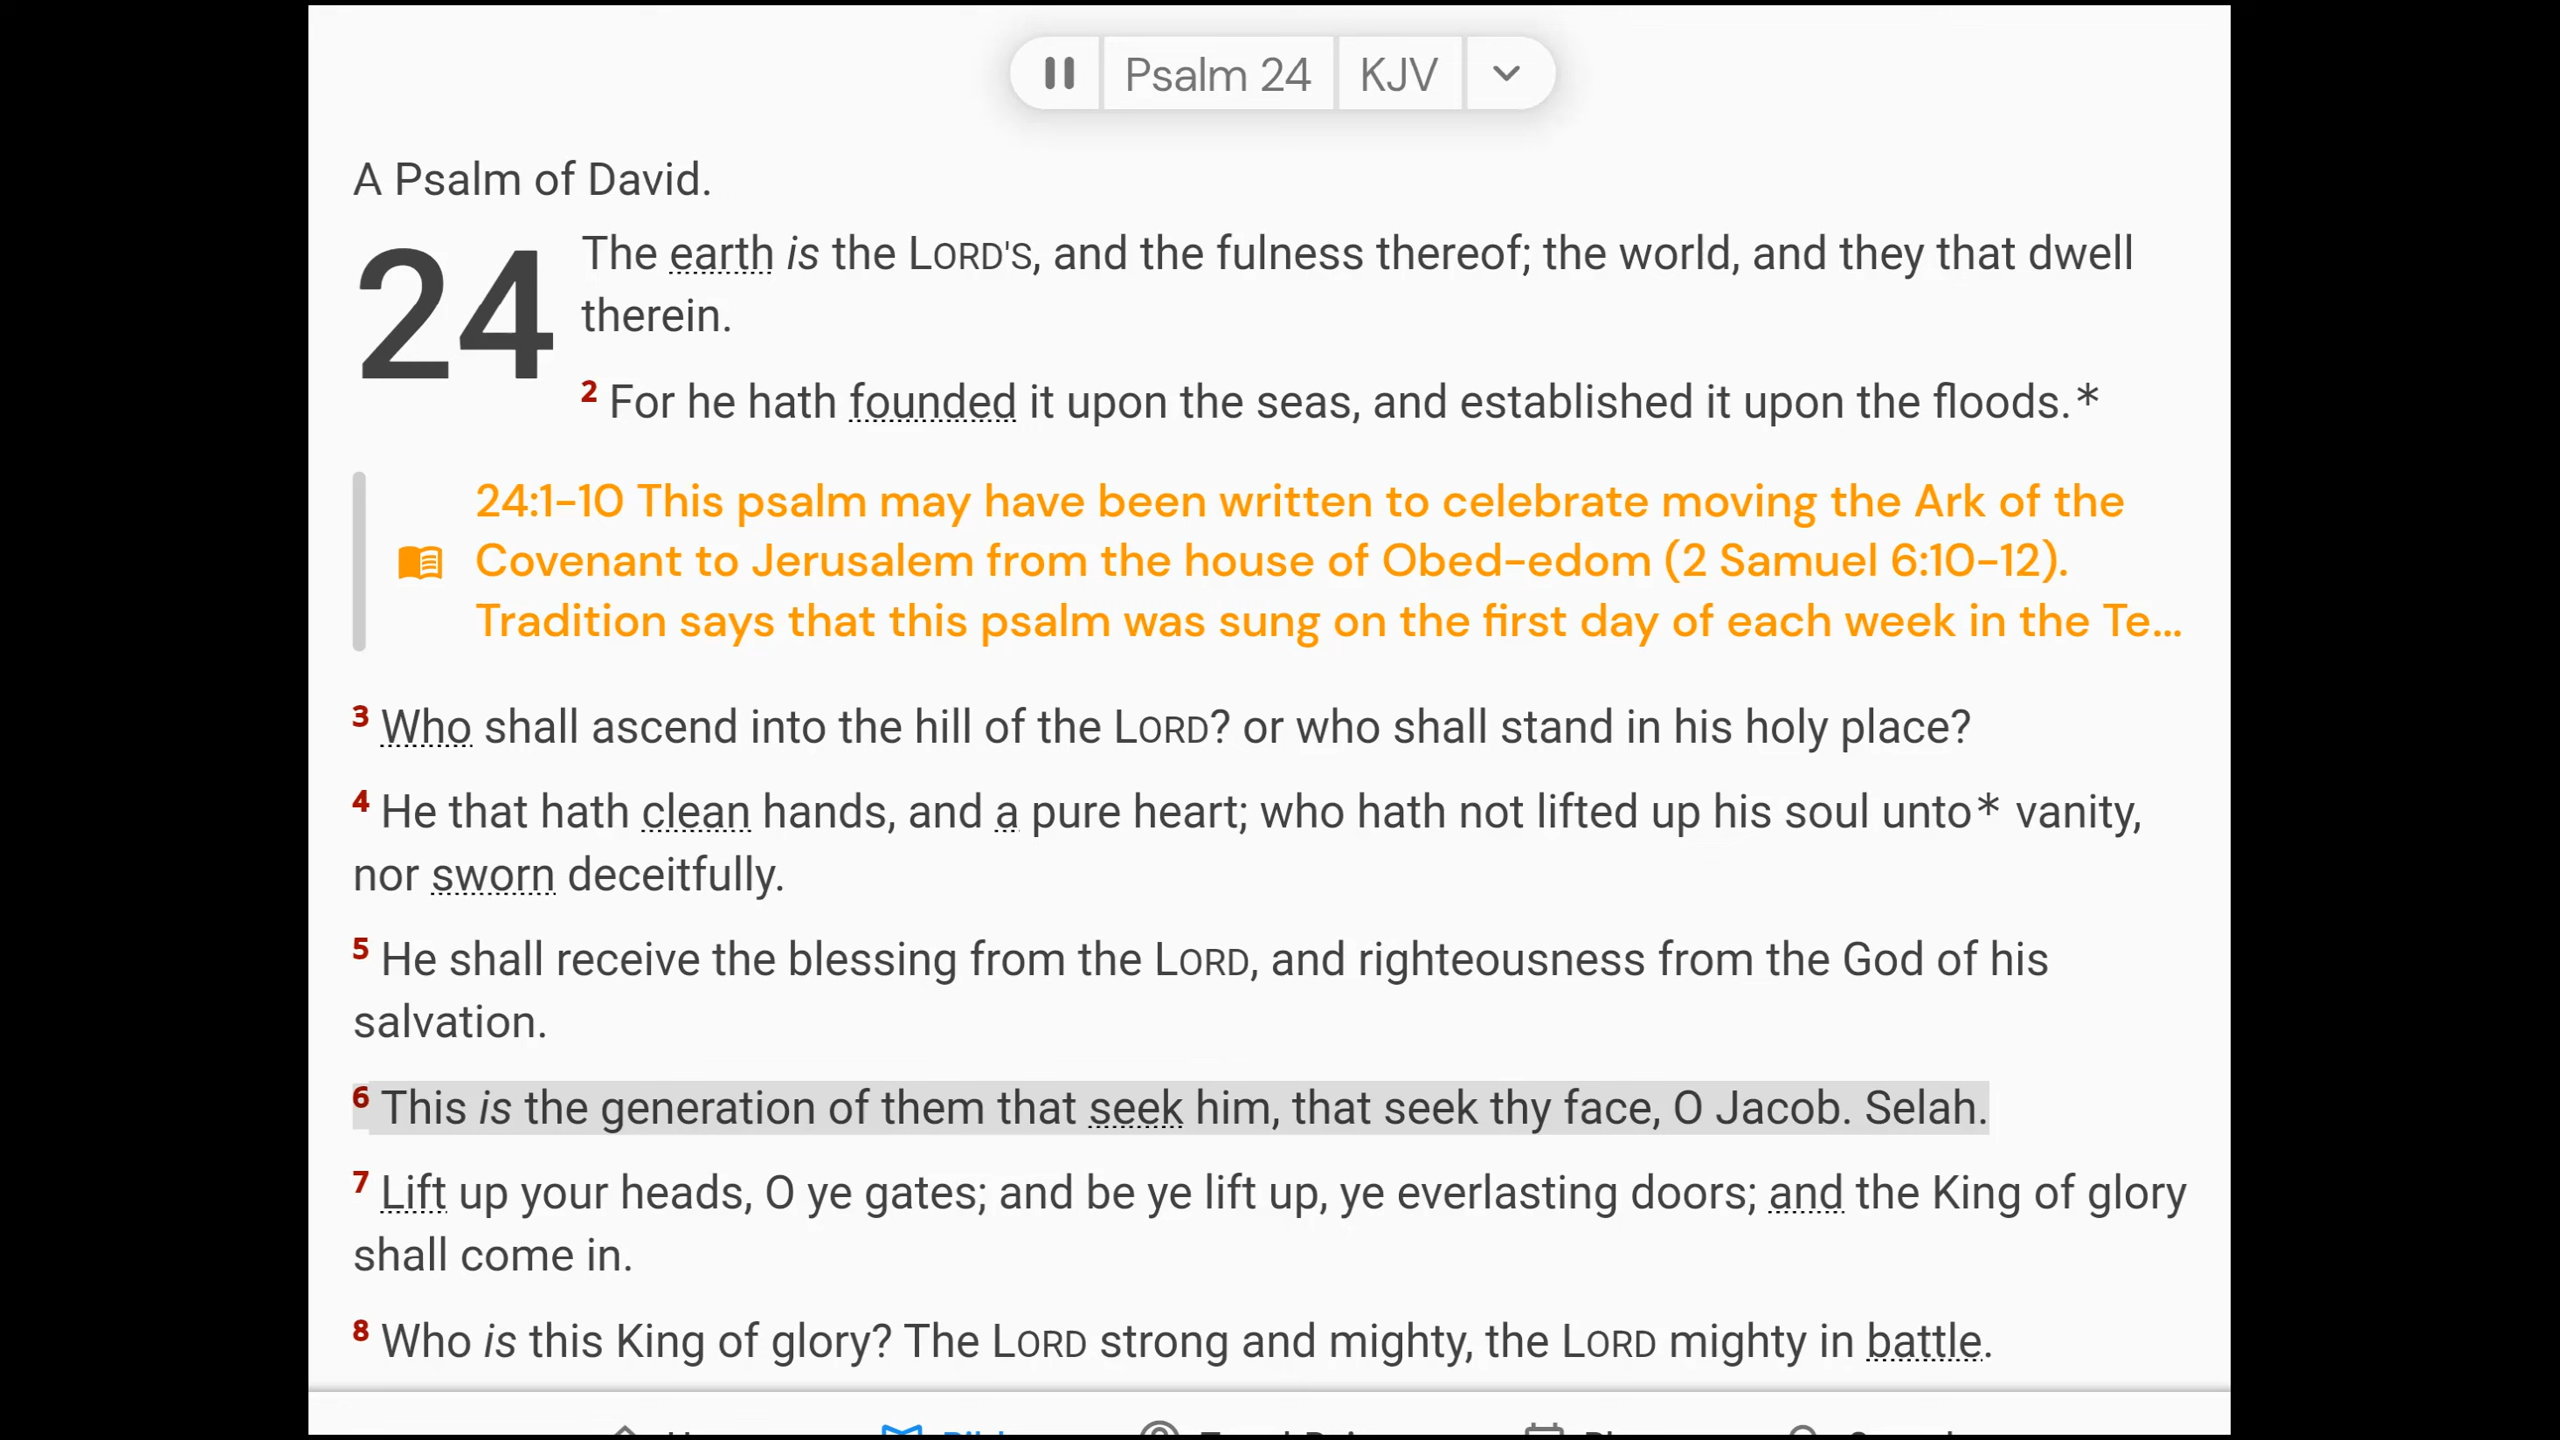 Psalm 24 KJV
A Psalm of David.
24 The earth is the LORD'S, and the fulness thereof; the world, and they that dwell
therein.
2 For he hath founded it upon the seas, and established it upon the floods.*
24:1-10 This psalm may have been written to celebrate moving the Ark of the
Covenant to Jerusalem from the house of Obed-edom (2 Samuel 6:10-12).
Tradition says that this psalm was sung on the first day of each week in the Te...
3 Who shall ascend into the hill of the LORD? or who shall stand in his holy place?
4 He that hath clean hands, and a pure heart; who hath not lifted up his soul unto* vanity,
nor sworn deceitfully.
5 He shall receive the blessing from the LORD, and righteousness from the God of his
salvation.
6 This is the generation of them that seek him, that seek thy face, O Jacob. Selah.
7 Lift up your heads, O ye gates; and be ye lift up, ye everlasting doors; and the King of glory
shall come in.
8 Who is this King of glory? The LORD strong and mighty, the LORD mighty in battle.